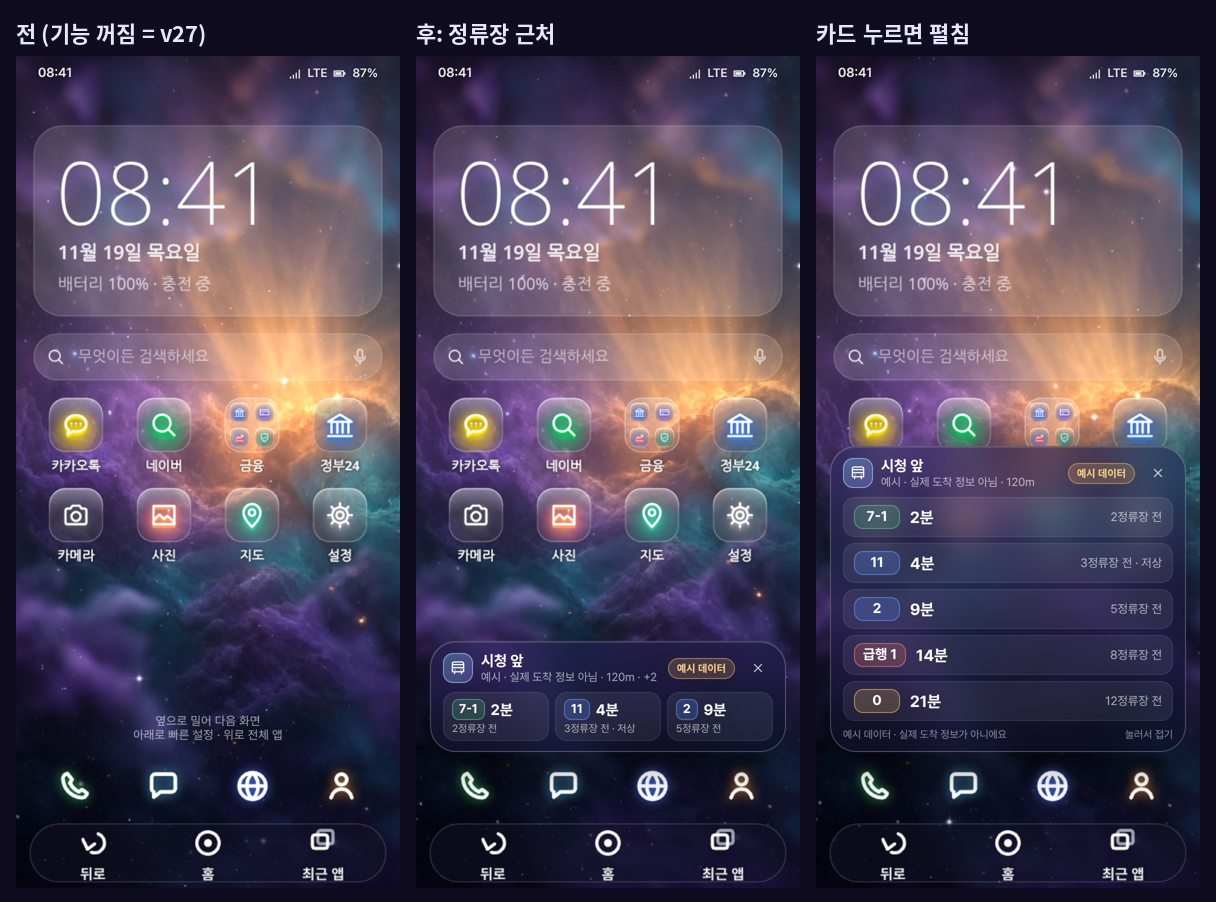 전 (기능 꺼짐 = v27)
08:41
LTE 87%
08:41
11월 19일 목요일
배터리 100% · 충전 중
무엇이든 검색하세요
카카오톡 네이버 금융 정부24
카메라 사진 지도 설정
옆으로 밀어 다음 화면
아래로 빠른 설정 · 위로 전체 앱
뒤로 홈 최근 앱
후: 정류장 근처
08:41
LTE 87%
08:41
11월 19일 목요일
배터리 100% · 충전 중
무엇이든 검색하세요
카카오톡 네이버 금융 정부24
카메라 사진 지도 설정
시청 앞
예시 · 실제 도착 정보 아님 · 120m · +2
예시 데이터
7-1 2분
2정류장 전
11 4분
3정류장 전 · 저상
2 9분
5정류장 전
뒤로 홈 최근 앱
카드 누르면 펼침
08:41
LTE 87%
08:41
11월 19일 목요일
배터리 100% · 충전 중
무엇이든 검색하세요
시청 앞
예시 · 실제 도착 정보 아님 · 120m
예시 데이터
7-1 2분 2정류장 전
11 4분 3정류장 전 · 저상
2 9분 5정류장 전
급행 1 14분 8정류장 전
0 21분 12정류장 전
예시 데이터 · 실제 도착 정보가 아니에요 눌러서 접기
뒤로 홈 최근 앱